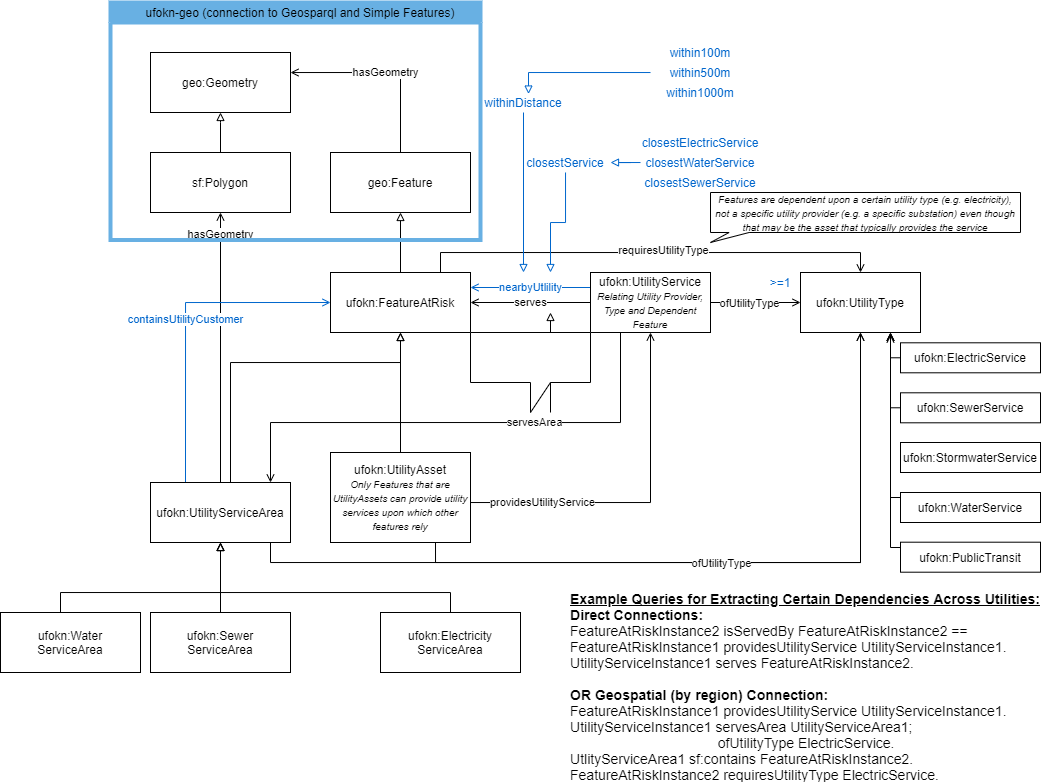 ufokn-geo (connection to Geosparql and Simple Features)
geo:Geometry
hasGeometry
within100m
within500m
within1000m
withinDistance
closestElectricService
closestService
closestWaterService
closestSewerService
sf:Polygon
geo:Feature
Features are dependent upon a certain utility type (e.g. electricity),
not a specific utility provider (e.g. a specific substation) even though
that may be the asset that typically provides the service
hasGeometry
requiresUtilityType
ufokn:FeatureAtRisk
nearbyUtlility
serves
ufokn:UtilityService
Relating Utility Provider,
Type and Dependent
Feature
>=1
ofUtilityType
ufokn:UtilityType
containsUtilityCustomer
ufokn:ElectricService
ufokn:SewerService
ufokn:StormwaterService
ufokn:WaterService
ufokn:PublicTransit
servesArea
ufokn:UtilityAsset
Only Features that are
UtilityAssets can provide utility
services upon which other
features rely
providesUtilityService
ufokn:UtilityServiceArea
ofUtilityType
ufokn:Water
ServiceArea
ufokn:Sewer
ServiceArea
ufokn:Electricity
ServiceArea
Example Queries for Extracting Certain Dependencies Across Utilities:
Direct Connections:
FeatureAtRiskInstance2 isServedBy FeatureAtRiskInstance2 ==
FeatureAtRiskInstance1 providesUtilityService UtilityServiceInstance1.
UtilityServiceInstance1 serves FeatureAtRiskInstance2.
OR Geospatial (by region) Connection:
FeatureAtRiskInstance1 providesUtilityService UtilityServiceInstance1.
UtilityServiceInstance1 servesArea UtilityServiceArea1;
ofUtilityType ElectricService.
UtlityServiceArea1 sf:contains FeatureAtRiskInstance2.
FeatureAtRiskInstance2 requiresUtilityType ElectricService.